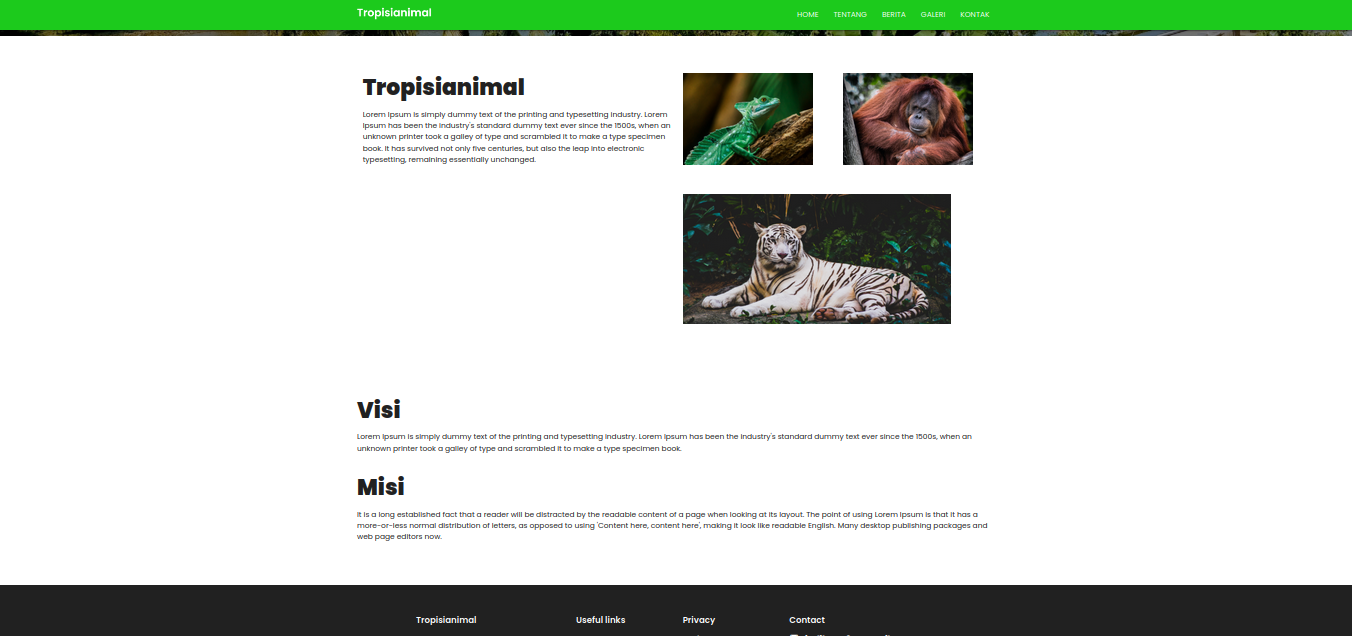 Tropisianimal
HOME TENTANG BERITA GALERI KONTAK
Tropisianimal
Lorem Ipsum is simply dummy text of the printing and typesetting industry. Lorem
Ipsum has been the industry's standard dummy text ever since the 1500s, when an
unknown printer took a galley of type and scrambled it to make a type specimen
book. It has survived not only five centuries, but also the leap into electronic
typesetting, remaining essentially unchanged.
Visi
Lorem Ipsum is simply dummy text of the printing and typesetting industry. Lorem Ipsum has been the industry's standard dummy text ever since the 1500s, when an
unknown printer took a galley of type and scrambled it to make a type specimen book.
Misi
It is a long established fact that a reader will be distracted by the readable content of a page when looking at its layout. The point of using Lorem Ipsum is that it has a
more-or-less normal distribution of letters, as opposed to using 'Content here, content here', making it look like readable English. Many desktop publishing packages and
web page editors now.
Tropisianimal
Useful links
Privacy
Contact